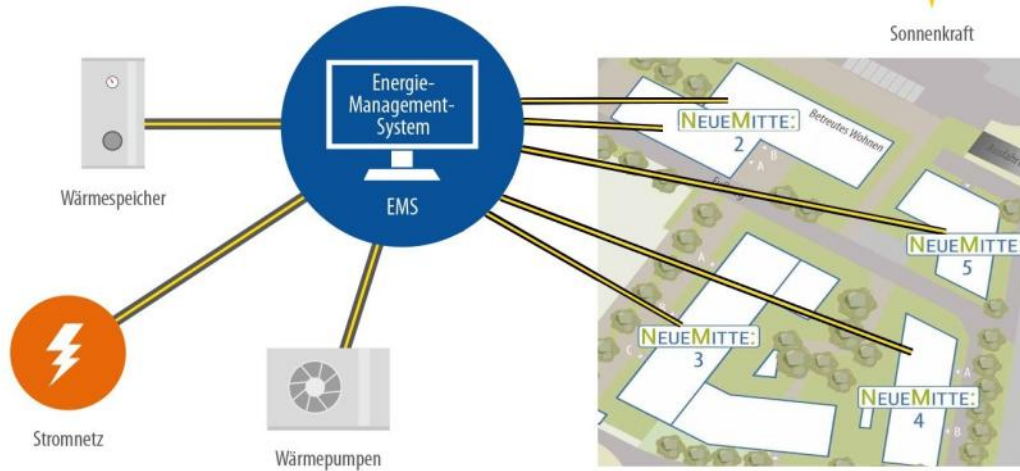 Sonnenkraft
Energie-
Management-
System
EMS
Wärmespeicher
Stromnetz
Wärmepumpen
NEUEMITTE:
2
Betreutes Wohnen
A
B
NEUEMITTE:
5
A
B
C
NEUEMITTE:
3
NEUEMITTE:
4
A
B